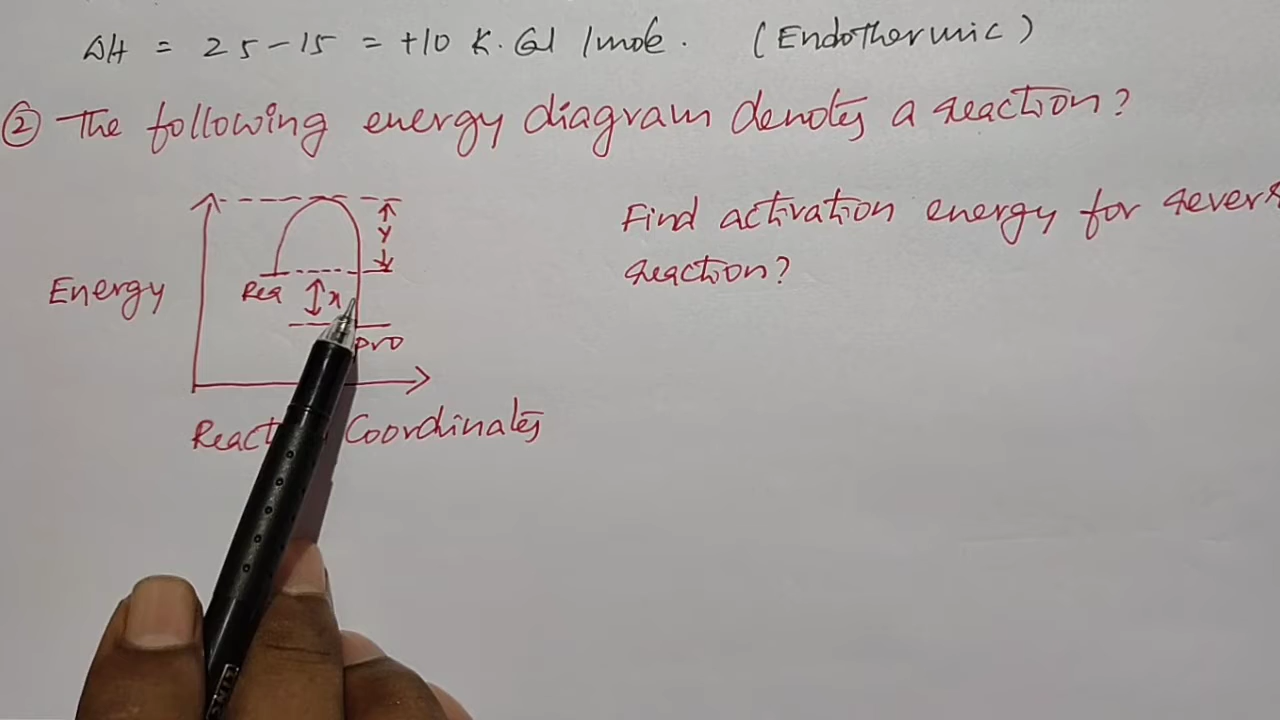 ΔH = 25-15 = +10 K.Cal /mole. (Endothermic)
② The following energy diagram denotes a reaction?
Find activation energy for revers
reaction?
Y
Energy
Rea
x
pro
Reacti Coordinates